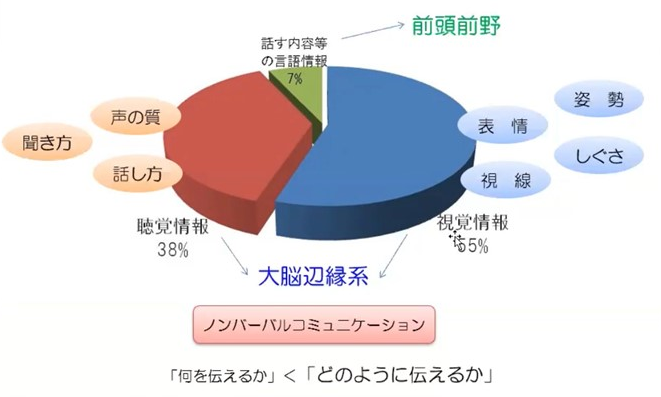 前頭前野
話す内容等
の言語情報
7%
姿　勢
声の質
表　情
聞き方
しぐさ
話し方
視　線
聴覚情報
38%
視覚情報
55%
大脳辺縁系
ノンバーバルコミュニケーション
「何を伝えるか」＜「どのように伝えるか」